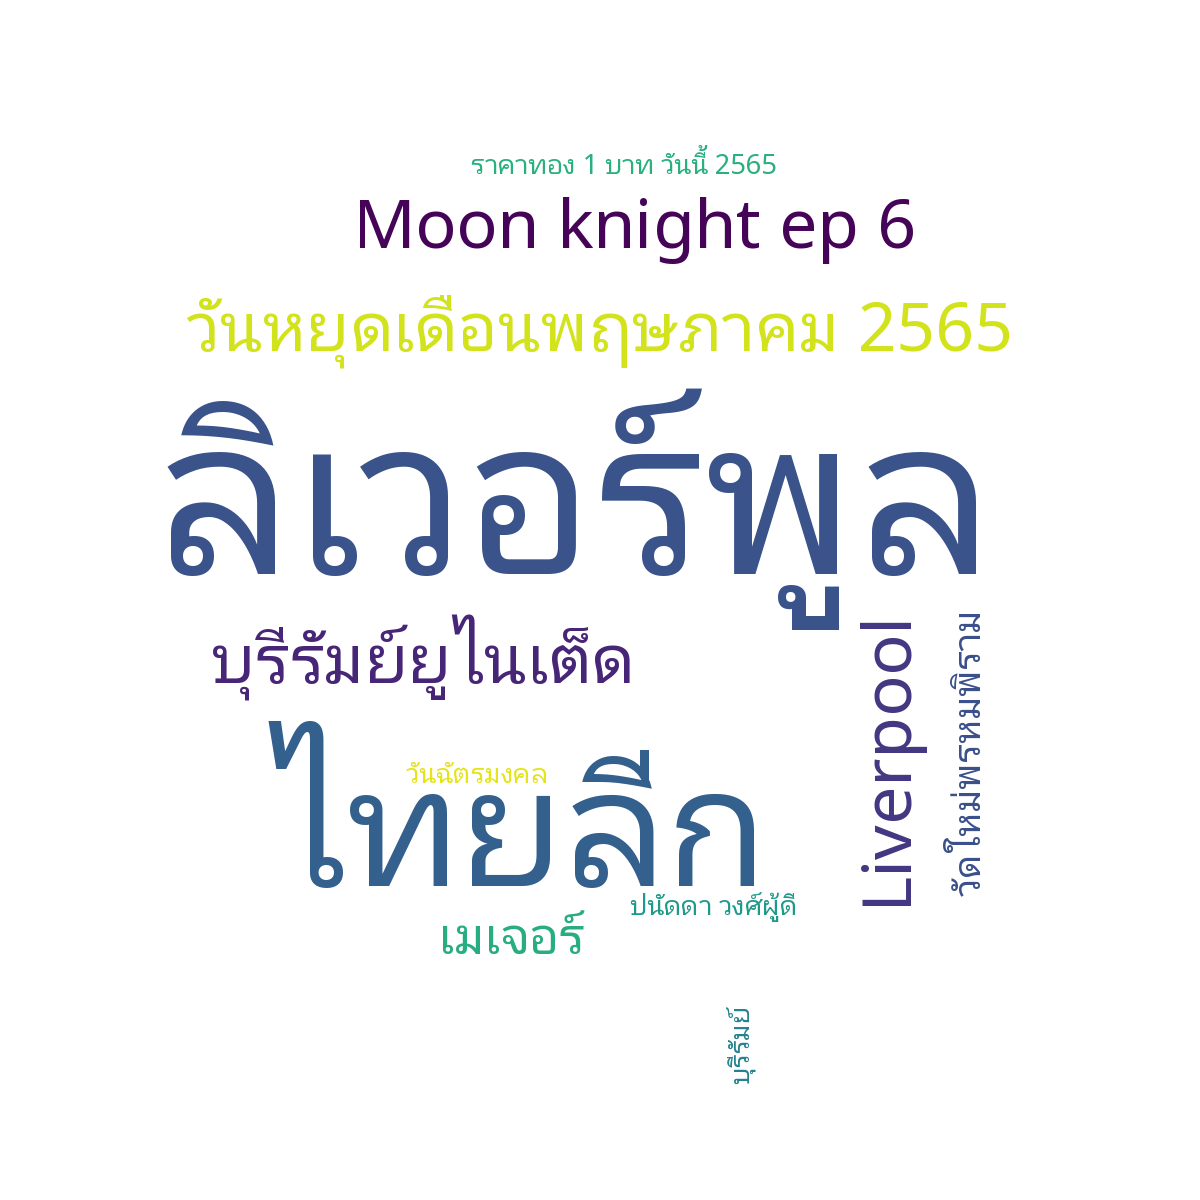 ราคาทอง 1 บาท วันนี้ 2565
Moon knight ep 6
วันหยุดเดือนพฤษภาคม 2565
ลิเวอร์พูล
บุรีรัมย์ยูไนเต็ด
Liverpool
วัดใหม่พรหมพิราม
ไทยลีก
วันฉัตรมงคล
ปนัดดา วงศ์ผู้ดี
เมเจอร์
บุรีรัมย์